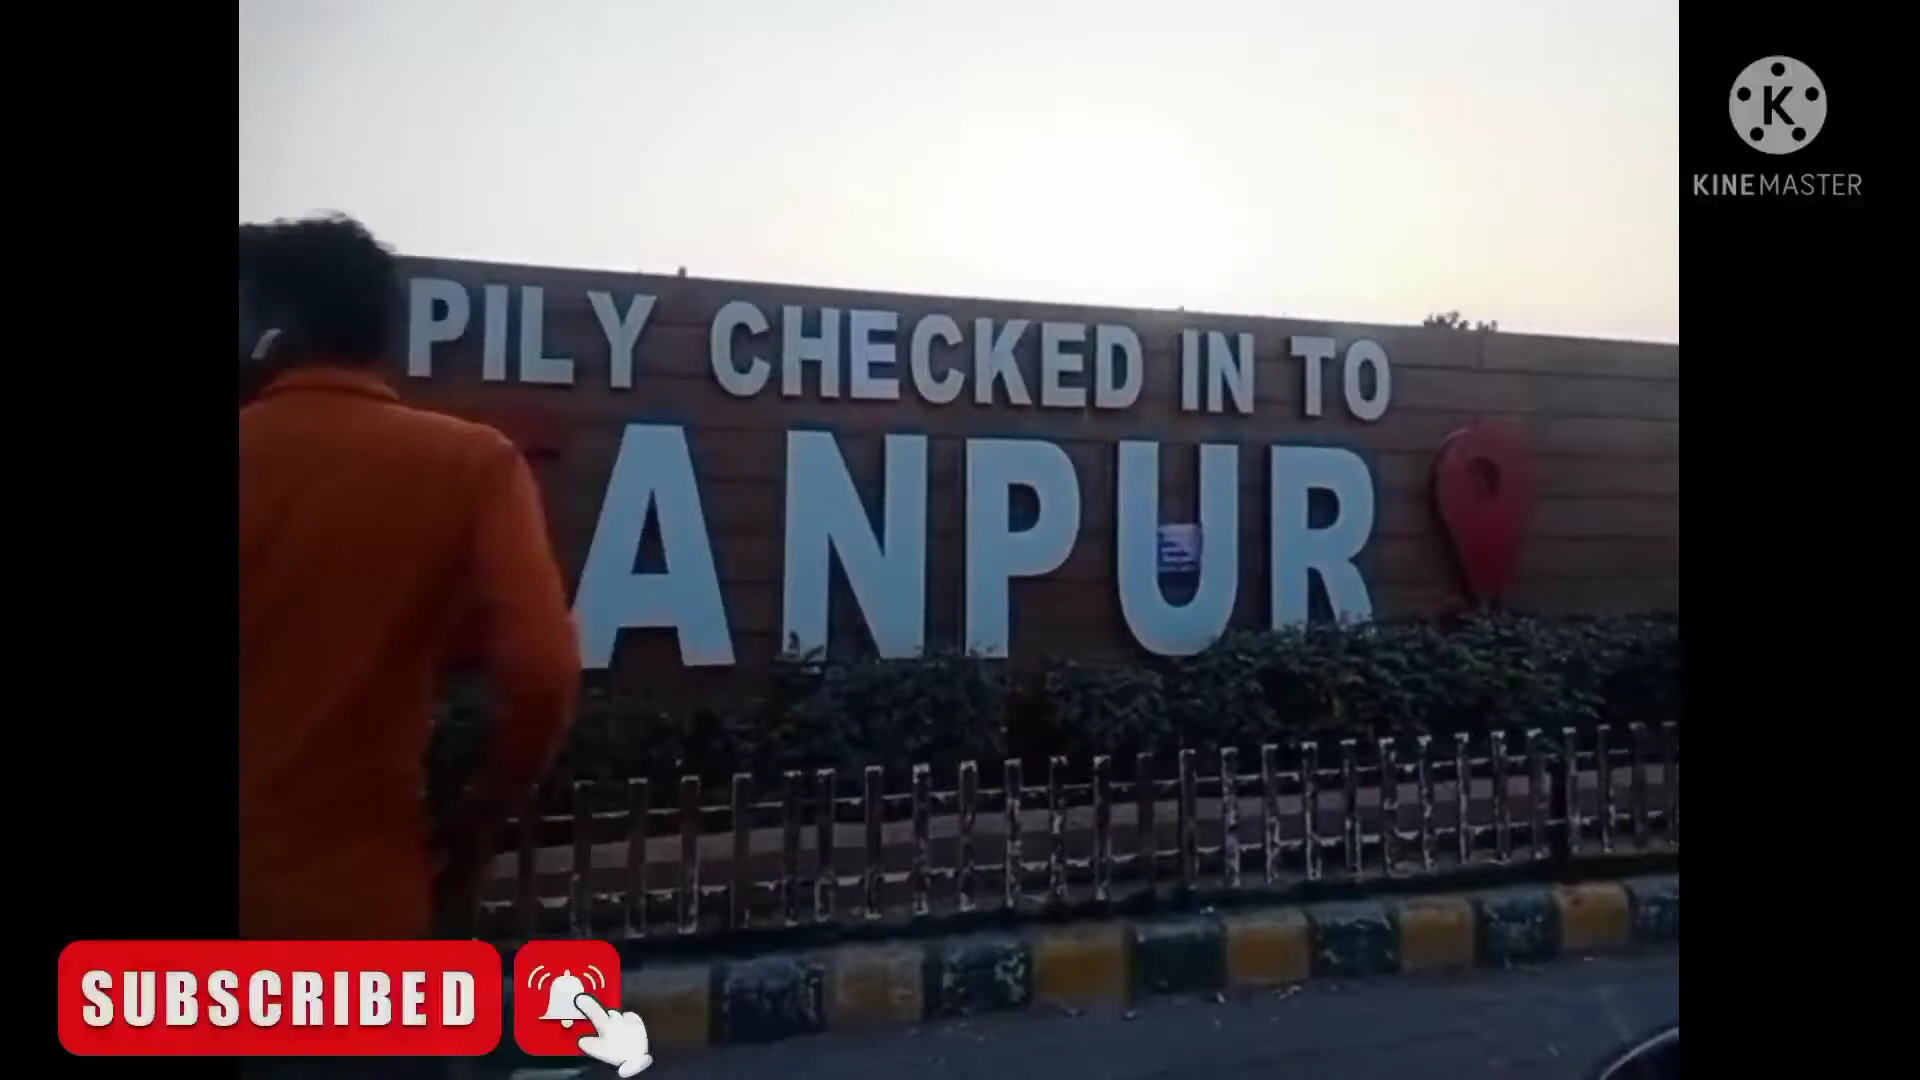 K
KINEMASTER
PILY CHECKED IN TO
ANPUR
SUBSCRIBED